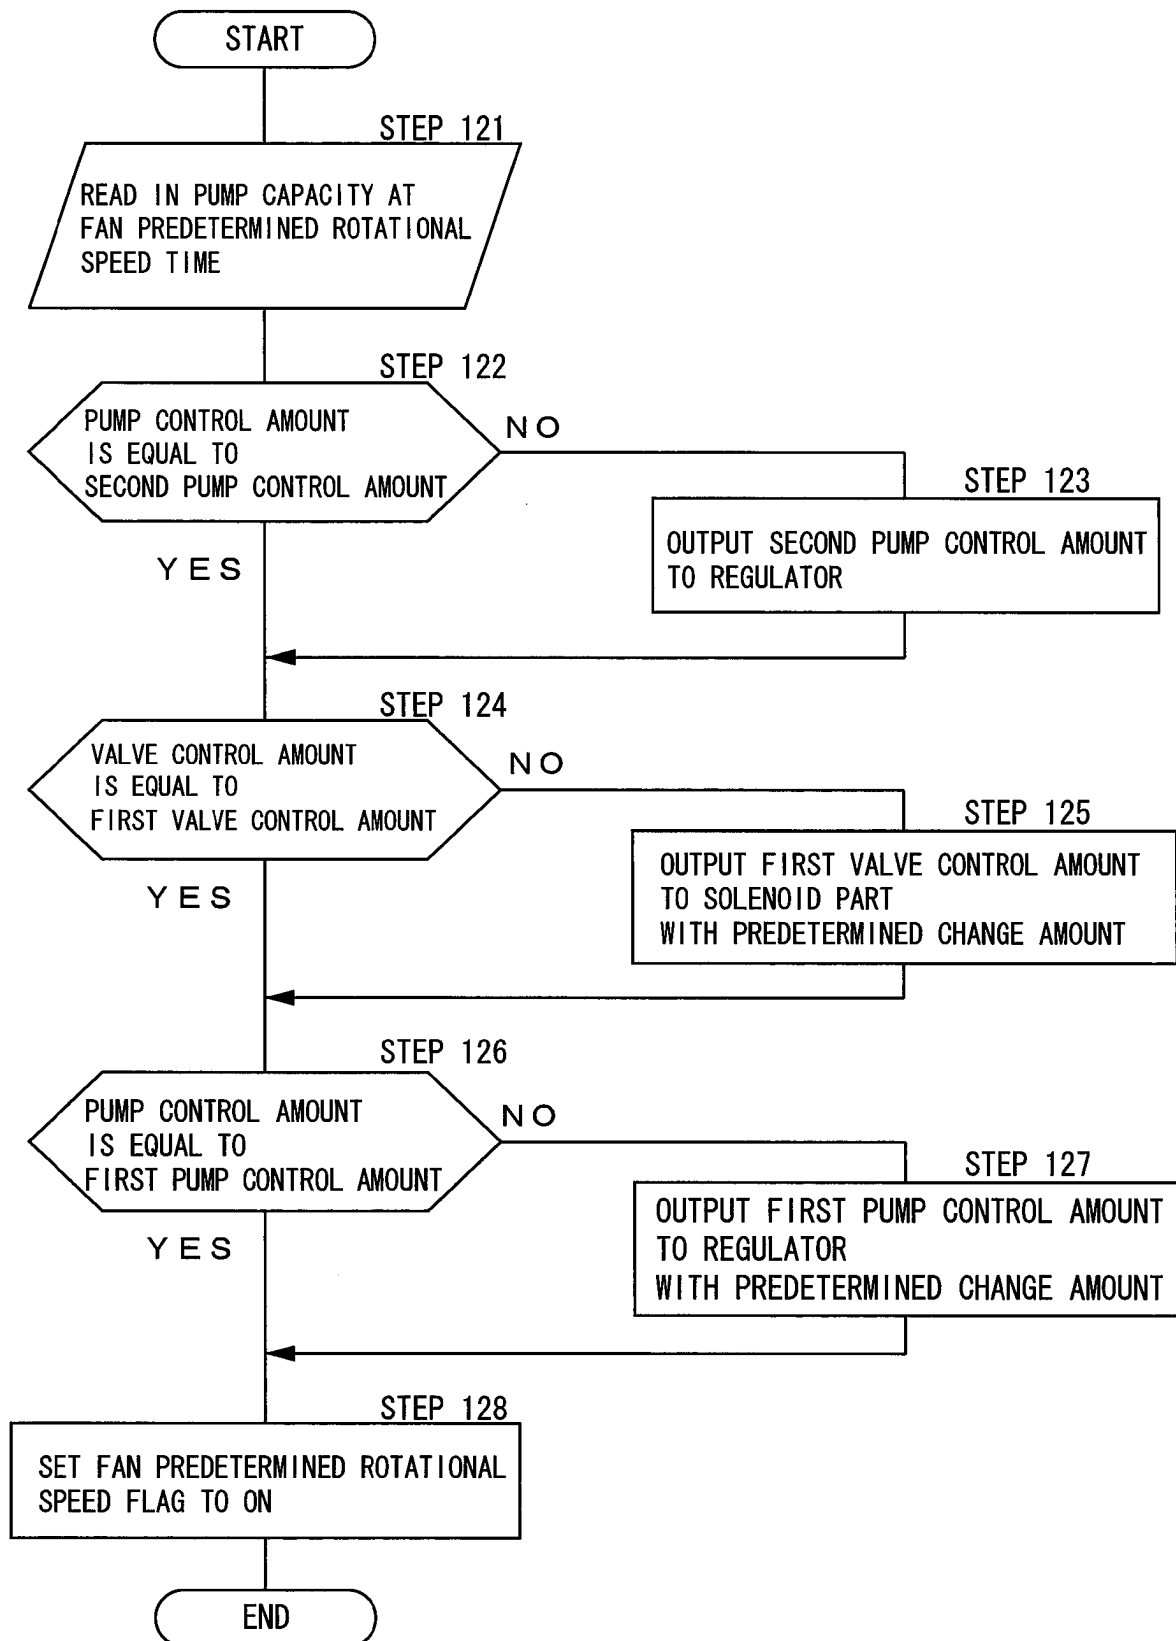 START
STEP 121
READ IN PUMP CAPACITY AT
FAN PREDETERMINED ROTATIONAL
SPEED TIME
STEP 122
PUMP CONTROL AMOUNT
IS EQUAL TO
SECOND PUMP CONTROL AMOUNT
NO
YES
STEP 123
OUTPUT SECOND PUMP CONTROL AMOUNT
TO REGULATOR
STEP 124
VALVE CONTROL AMOUNT
IS EQUAL TO
FIRST VALVE CONTROL AMOUNT
NO
YES
STEP 125
OUTPUT FIRST VALVE CONTROL AMOUNT
TO SOLENOID PART
WITH PREDETERMINED CHANGE AMOUNT
STEP 126
PUMP CONTROL AMOUNT
IS EQUAL TO
FIRST PUMP CONTROL AMOUNT
NO
YES
STEP 127
OUTPUT FIRST PUMP CONTROL AMOUNT
TO REGULATOR
WITH PREDETERMINED CHANGE AMOUNT
STEP 128
SET FAN PREDETERMINED ROTATIONAL
SPEED FLAG TO ON
END